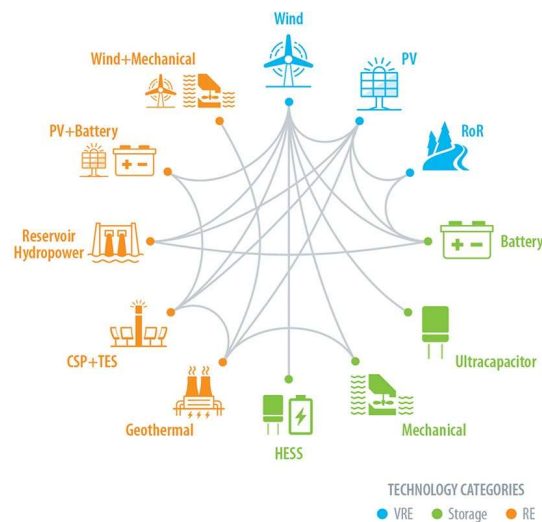 Wind
Wind+Mechanical
PV
PV+Battery
RoR
Reservoir
Hydropower
Battery
CSP+TES
Ultracapacitor
Geothermal
Mechanical
HESS
TECHNOLOGY CATEGORIES
VRE Storage RE